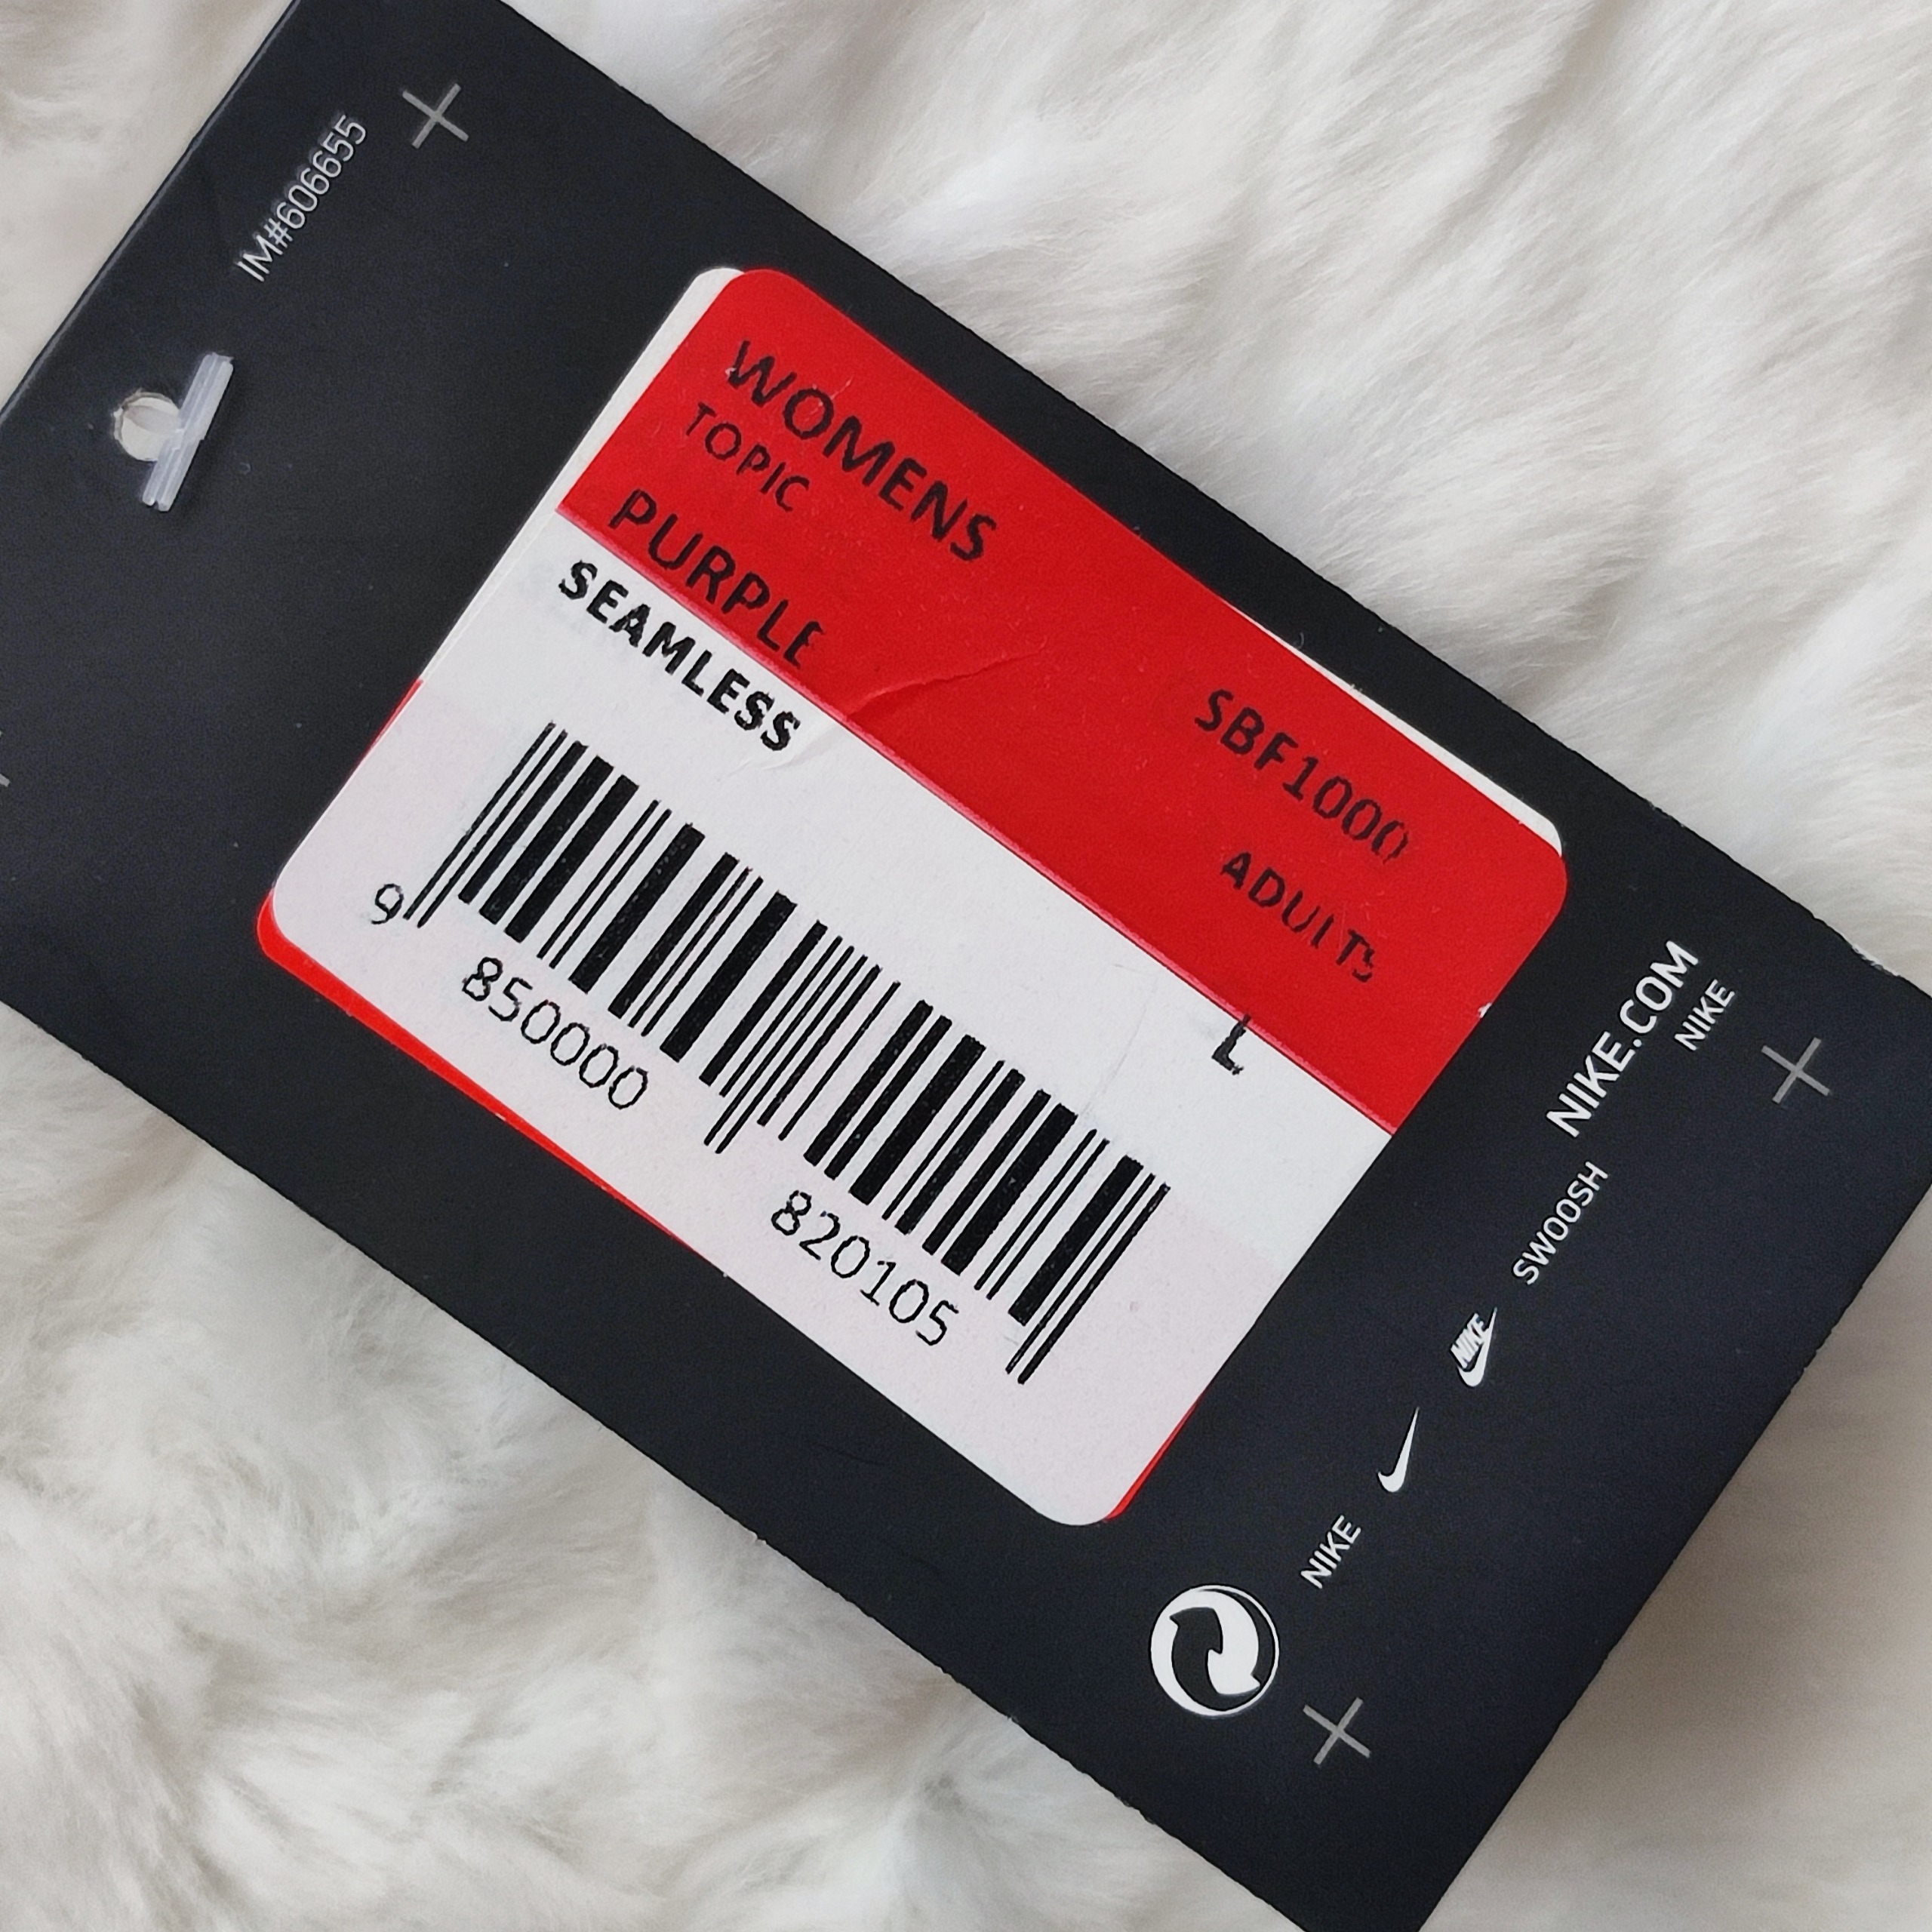 IM#606655
WOMENS
TOPIC
PURPLE
SEAMLESS
SBF1000
ADULTS
L
9 850000 820105
NIKE.COM
NIKE
SWOOSH
NIKE
NIKE